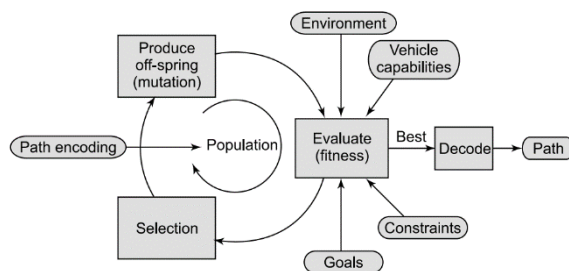 Environment
Produce
off-spring
(mutation)
Vehicle
capabilities
Path encoding
Population
Evaluate
(fitness)
Best
Decode
Path
Selection
Constraints
Goals